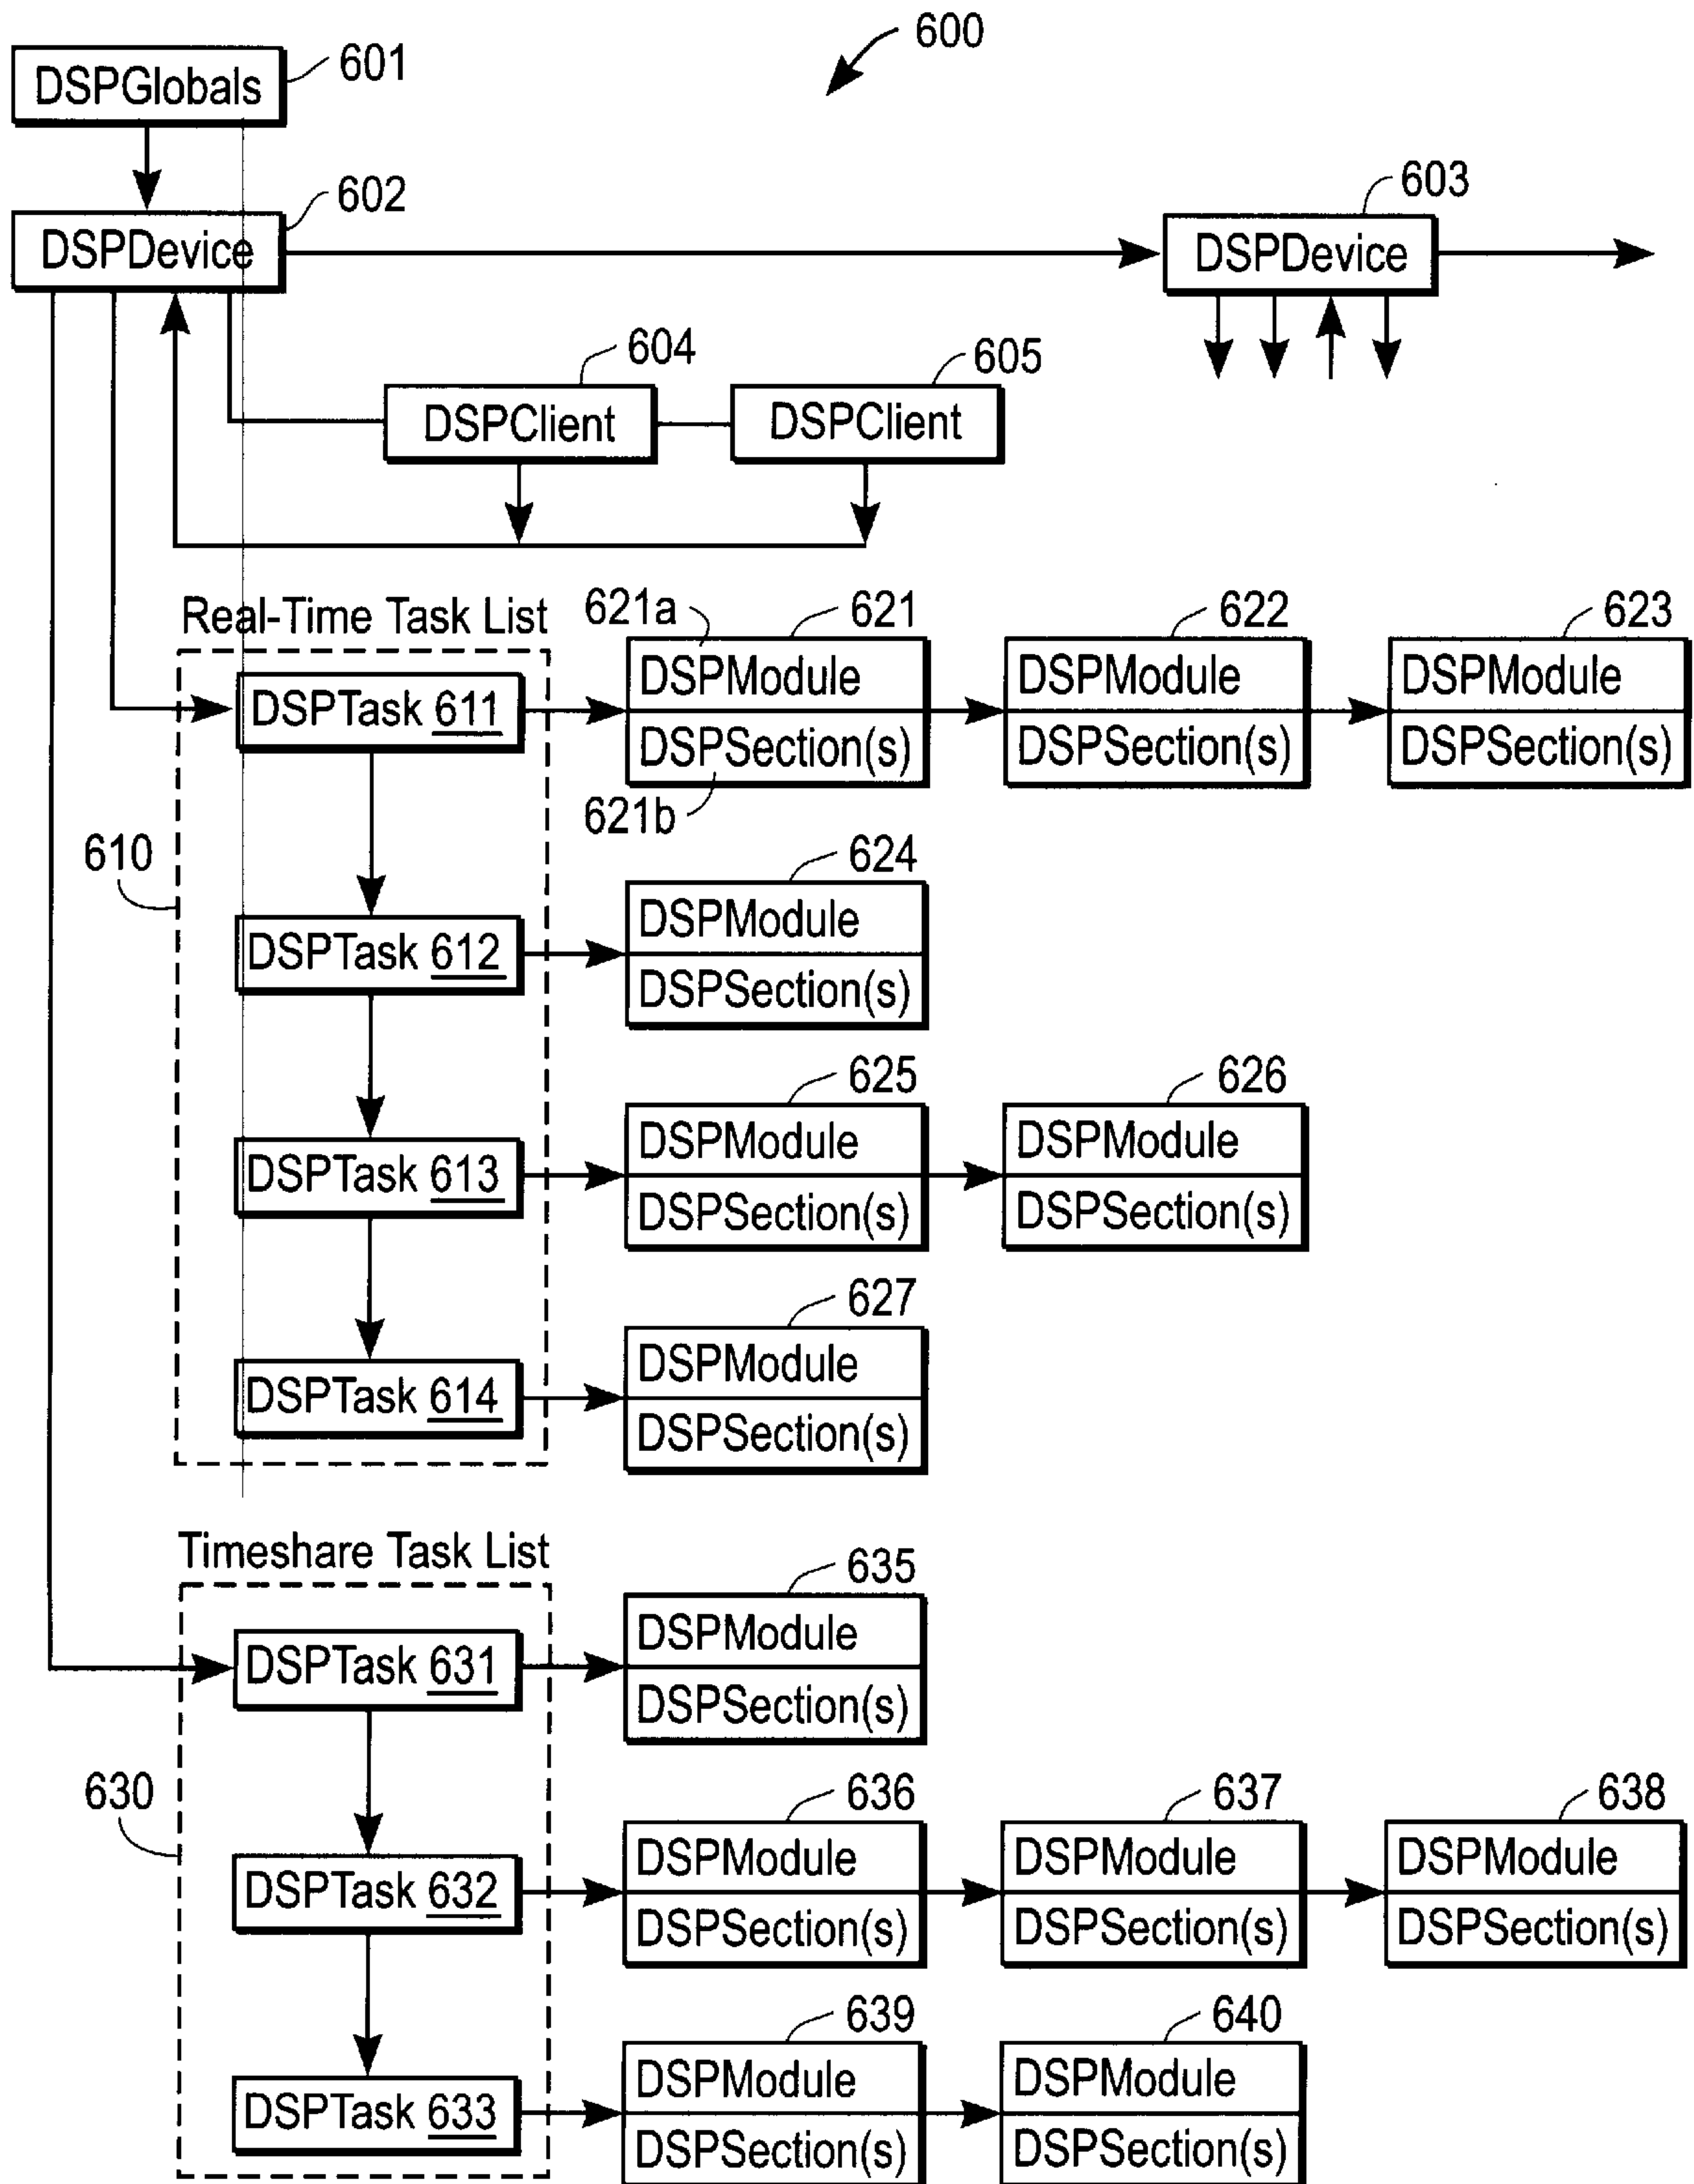 600
601
DSPGlobals
602
603
DSPDevice
DSPDevice
604
605
DSPClient
DSPClient
Real-Time Task List
621a
621
622
623
DSPTask 611
DSPModule
DSPSection(s)
DSPModule
DSPSection(s)
DSPModule
DSPSection(s)
621b
610
624
DSPTask 612
DSPModule
DSPSection(s)
625
626
DSPTask 613
DSPModule
DSPSection(s)
DSPModule
DSPSection(s)
627
DSPTask 614
DSPModule
DSPSection(s)
Timeshare Task List
635
DSPTask 631
DSPModule
DSPSection(s)
630
636
637
638
DSPTask 632
DSPModule
DSPSection(s)
DSPModule
DSPSection(s)
DSPModule
DSPSection(s)
639
640
DSPTask 633
DSPModule
DSPSection(s)
DSPModule
DSPSection(s)